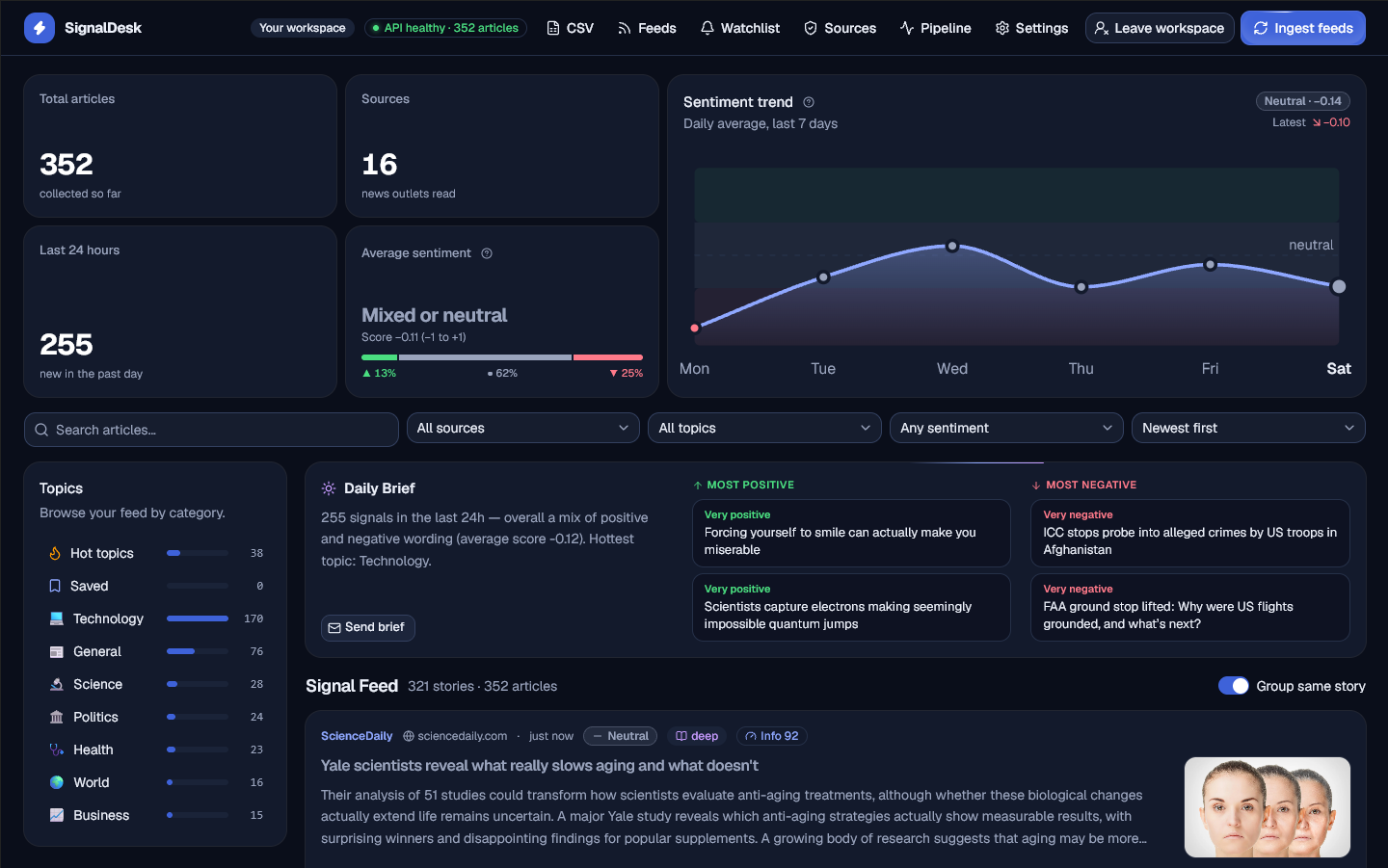 SignalDesk
Your workspace
API healthy · 352 articles
CSV
Feeds
Watchlist
Sources
Pipeline
Settings
Leave workspace
Ingest feeds
Total articles
352
collected so far
Sources
16
news outlets read
Last 24 hours
255
new in the past day
Average sentiment
Mixed or neutral
Score −0.11 (−1 to +1)
▲ 13%
● 62%
▼ 25%
Sentiment trend
Daily average, last 7 days
Neutral · −0.14
Latest ↘ −0.10
neutral
Mon
Tue
Wed
Thu
Fri
Sat
Search articles...
All sources
All topics
Any sentiment
Newest first
Topics
Browse your feed by category.
Hot topics 38
Saved 0
Technology 170
General 76
Science 28
Politics 24
Health 23
World 16
Business 15
Daily Brief
255 signals in the last 24h — overall a mix of positive
and negative wording (average score -0.12). Hottest
topic: Technology.
Send brief
↑ MOST POSITIVE
Very positive
Forcing yourself to smile can actually make you
miserable
Very positive
Scientists capture electrons making seemingly
impossible quantum jumps
↓ MOST NEGATIVE
Very negative
ICC stops probe into alleged crimes by US troops in
Afghanistan
Very negative
FAA ground stop lifted: Why were US flights
grounded, and what's next?
Signal Feed
321 stories · 352 articles
Group same story
ScienceDaily
sciencedaily.com · just now
— Neutral
deep
Info 92
Yale scientists reveal what really slows aging and what doesn't
Their analysis of 51 studies could transform how scientists evaluate anti-aging treatments, although whether these biological changes
actually extend life remains uncertain. A major Yale study reveals which anti-aging strategies actually show measurable results, with
surprising winners and disappointing findings for popular supplements. A growing body of research suggests that aging may be more...